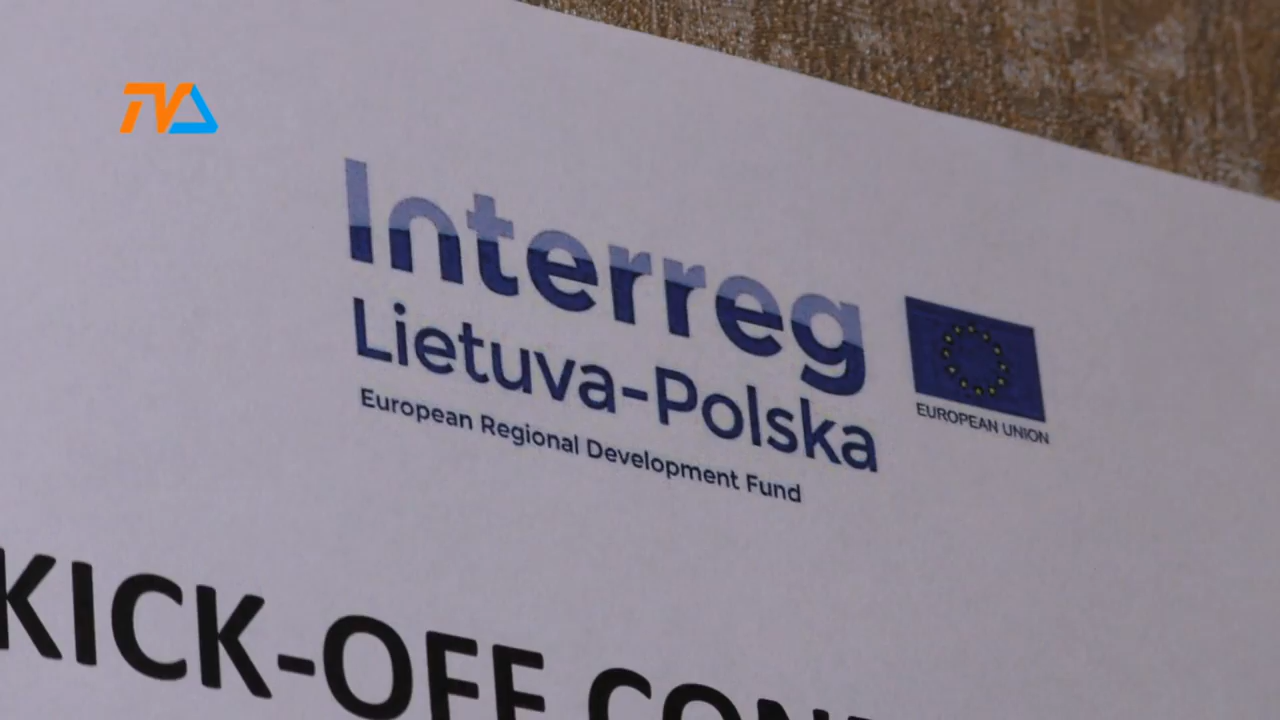 TVA
Interreg
Lietuva-Polska
European Regional Development Fund
EUROPEAN UNION
KICK-OFF